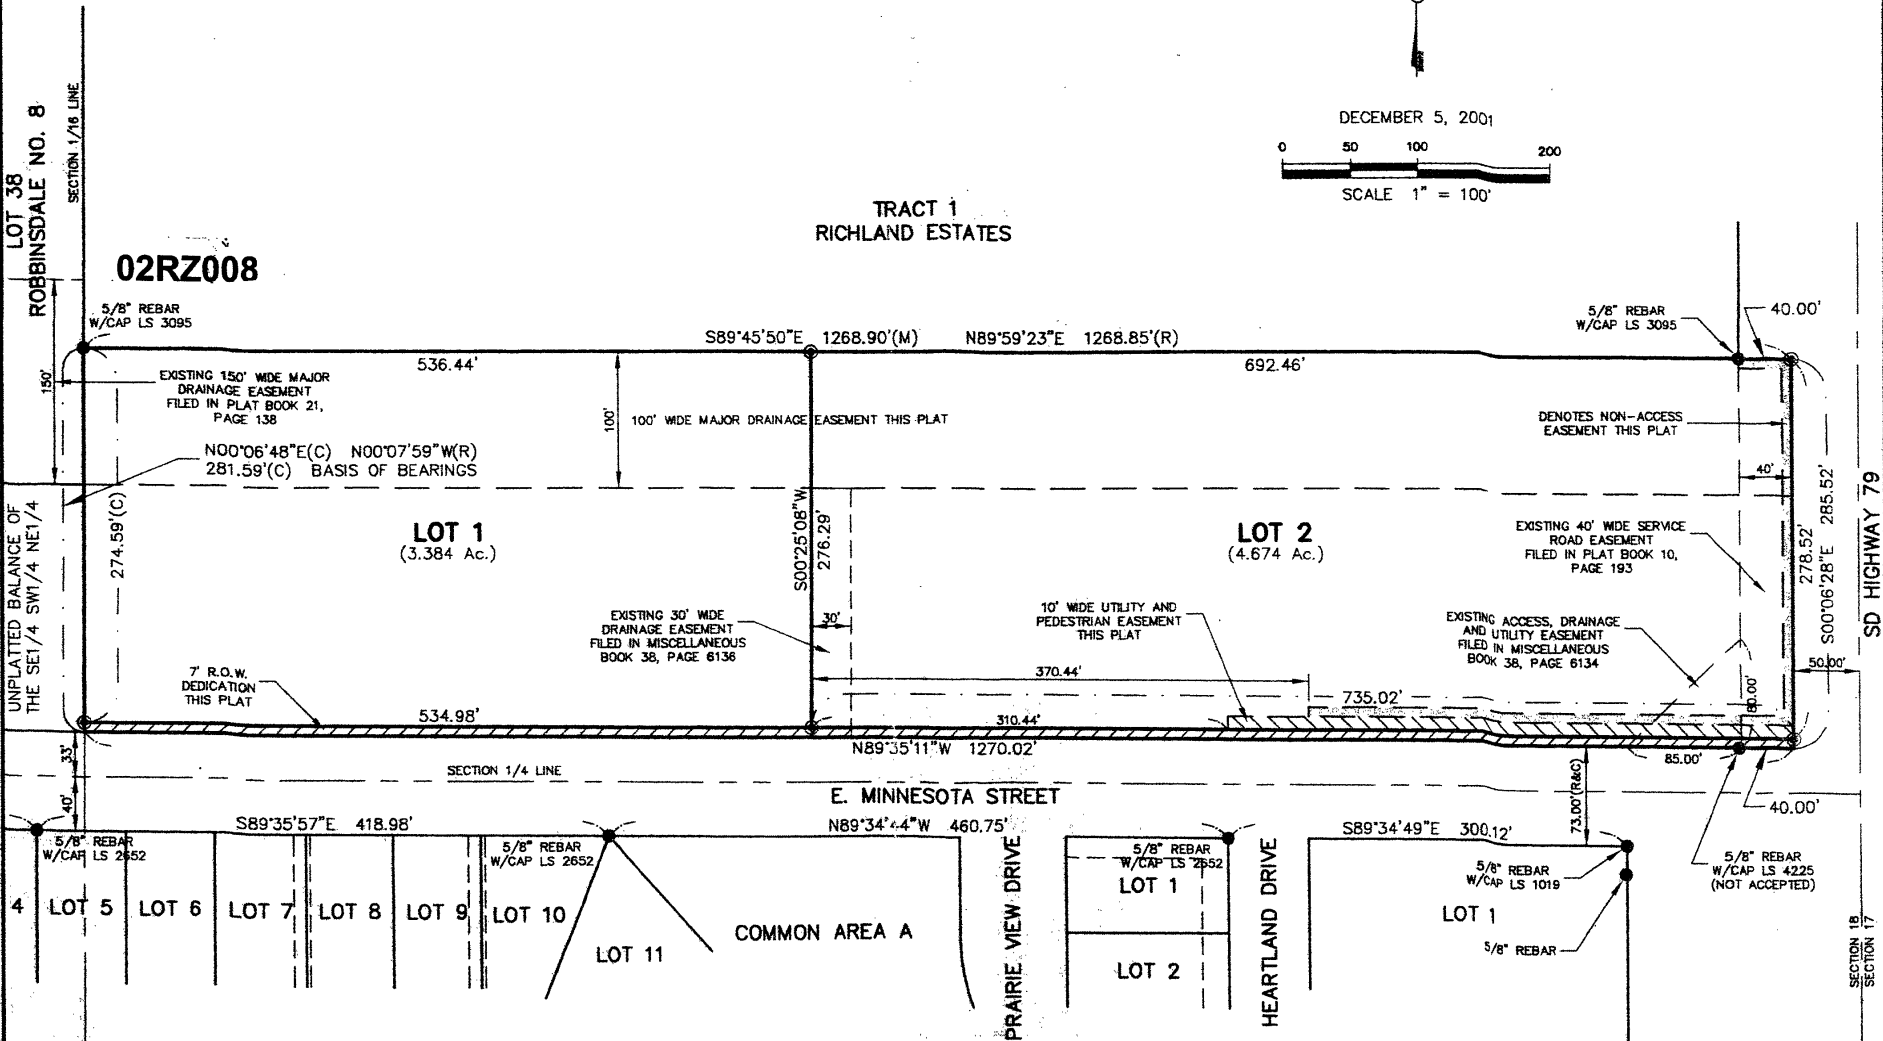 DECEMBER 5, 2001
0 50 100 200
SCALE 1" = 100'
LOT 38
ROBBINSDALE NO. 8
SECTION 1/16 LINE
TRACT 1
RICHLAND ESTATES
02RZ008
5/8" REBAR
W/CAP LS 3095
5/8" REBAR
W/CAP LS 3095
40.00'
S89°45'50"E 1268.90'(M) N89°59'23"E 1268.85'(R)
536.44'
692.46'
150'
EXISTING 150' WIDE MAJOR
DRAINAGE EASEMENT
FILED IN PLAT BOOK 21,
PAGE 138
100'
100' WIDE MAJOR DRAINAGE EASEMENT THIS PLAT
DENOTES NON-ACCESS
EASEMENT THIS PLAT
N00°06'48"E(C) N00°07'59"W(R)
281.59'(C) BASIS OF BEARINGS
40'
UNPLATTED BALANCE OF
THE SE1/4 SW1/4 NE1/4
274.59'(C)
LOT 1
(3.384 Ac.)
S00°25'08"W
276.29'
LOT 2
(4.674 Ac.)
EXISTING 40' WIDE SERVICE
ROAD EASEMENT
FILED IN PLAT BOOK 10,
PAGE 193
278.52'
S00°06'28"E 285.52'
SD HIGHWAY 79
EXISTING 30' WIDE
DRAINAGE EASEMENT
FILED IN MISCELLANEOUS
BOOK 38, PAGE 6136
30'
10' WIDE UTILITY AND
PEDESTRIAN EASEMENT
THIS PLAT
EXISTING ACCESS, DRAINAGE
AND UTILITY EASEMENT
FILED IN MISCELLANEOUS
BOOK 38, PAGE 6134
7' R.O.W.
DEDICATION
THIS PLAT
370.44'
50.00'
80.00'
735.02'
534.98'
310.44'
N89°35'11"W 1270.02'
33'
SECTION 1/4 LINE
85.00'
73.00'(R&C)
40'
E. MINNESOTA STREET
40.00'
S89°35'57"E 418.98'
N89°34'44"W 460.75'
S89°34'49"E 300.12'
5/8" REBAR
W/CAP LS 2652
5/8" REBAR
W/CAP LS 2652
5/8" REBAR
W/CAP LS 2652
5/8" REBAR
W/CAP LS 1019
5/8" REBAR
W/CAP LS 4225
(NOT ACCEPTED)
4 LOT 5 LOT 6 LOT 7 LOT 8 LOT 9 LOT 10
LOT 11
COMMON AREA A
PRAIRIE VIEW DRIVE
LOT 1
LOT 2
HEARTLAND DRIVE
LOT 1
5/8" REBAR
SECTION 18
SECTION 17